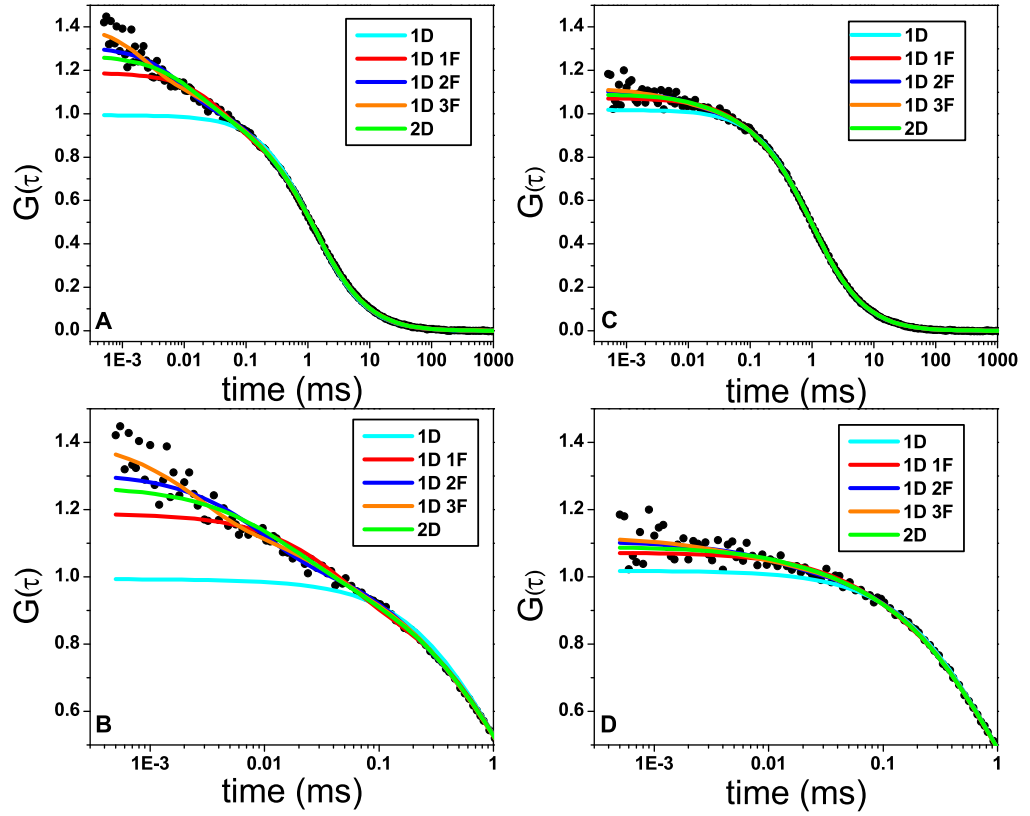 G(τ)
1.4
1.2
1.0
0.8
0.6
0.4
0.2
0.0
1D
1D 1F
1D 2F
1D 3F
2D
A
1E-3 0.01 0.1 1 10 100 1000
time (ms)
G(τ)
1.4
1.2
1.0
0.8
0.6
0.4
0.2
0.0
1D
1D 1F
1D 2F
1D 3F
2D
C
1E-3 0.01 0.1 1 10 100 1000
time (ms)
G(τ)
1.4
1.2
1.0
0.8
0.6
1D
1D 1F
1D 2F
1D 3F
2D
B
1E-3 0.01 0.1 1
time (ms)
G(τ)
1.4
1.2
1.0
0.8
0.6
1D
1D 1F
1D 2F
1D 3F
2D
D
1E-3 0.01 0.1 1
time (ms)